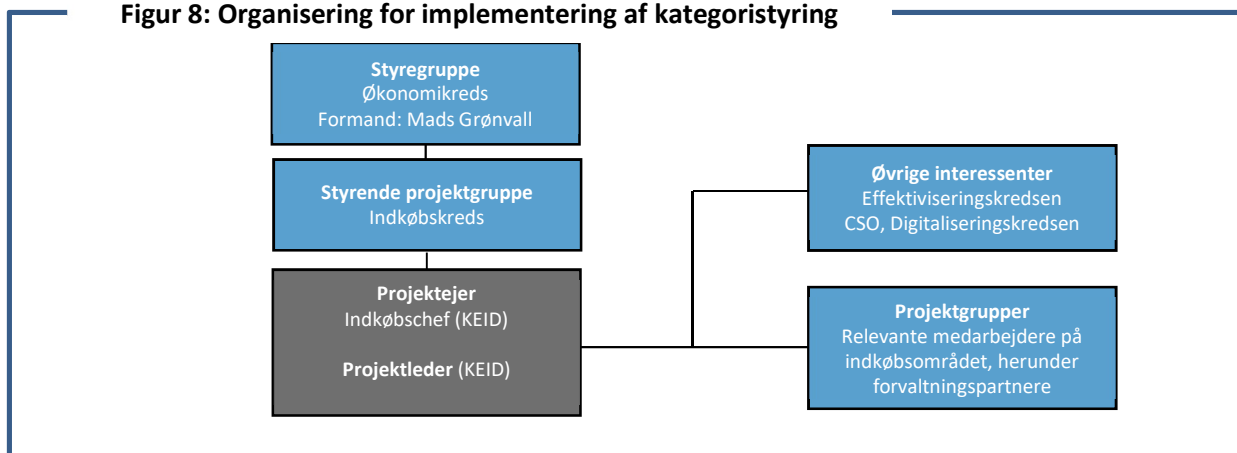 Figur 8: Organisering for implementering af kategoristyring
Styregruppe
Økonomikreds
Formand: Mads Grønvall
Styrende projektgruppe
Indkøbskreds
Projektejer
Indkøbschef (KEID)
Projektleder (KEID)
Øvrige interessenter
Effektiviseringskredsen
CSO, Digitaliseringskredsen
Projektgrupper
Relevante medarbejdere på
indkøbsområdet, herunder
forvaltningspartnere